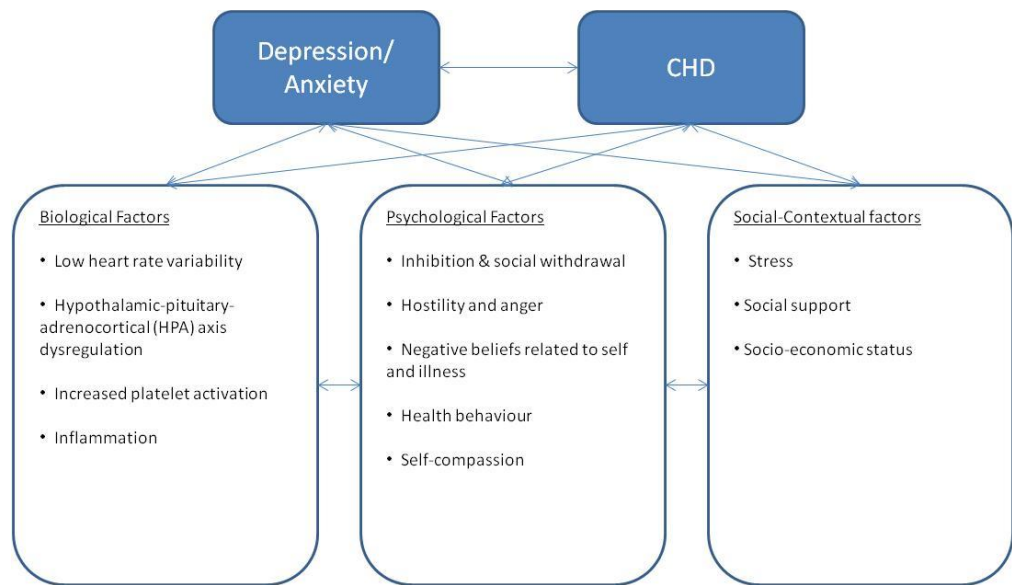 Depression/
Anxiety
CHD
Biological Factors
• Low heart rate variability
• Hypothalamic-pituitary-
adrenocortical (HPA) axis
dysregulation
• Increased platelet activation
• Inflammation
Psychological Factors
• Inhibition & social withdrawal
• Hostility and anger
• Negative beliefs related to self
and illness
• Health behaviour
• Self-compassion
Social-Contextual factors
• Stress
• Social support
• Socio-economic status